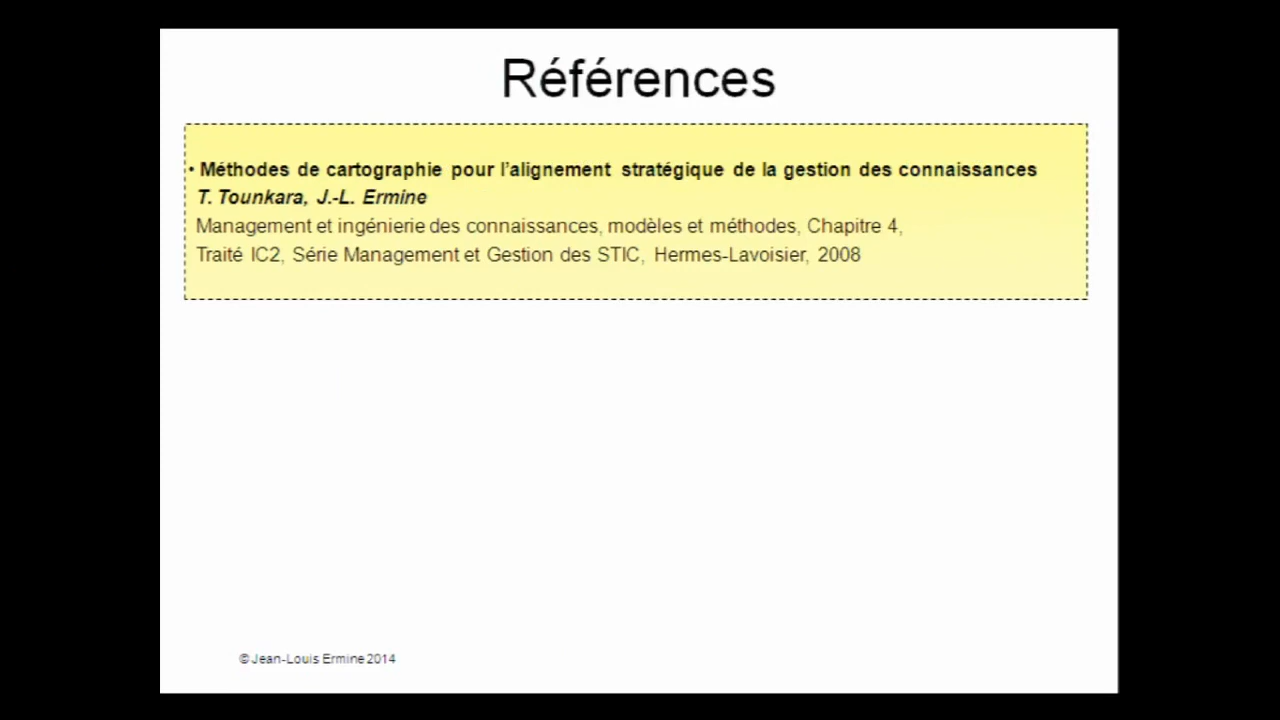 Références
• Méthodes de cartographie pour l'alignement stratégique de la gestion des connaissances
T. Tounkara, J.-L. Ermine
Management et ingénierie des connaissances, modèles et méthodes, Chapitre 4,
Traité IC2, Série Management et Gestion des STIC, Hermes-Lavoisier, 2008
© Jean-Louis Ermine 2014